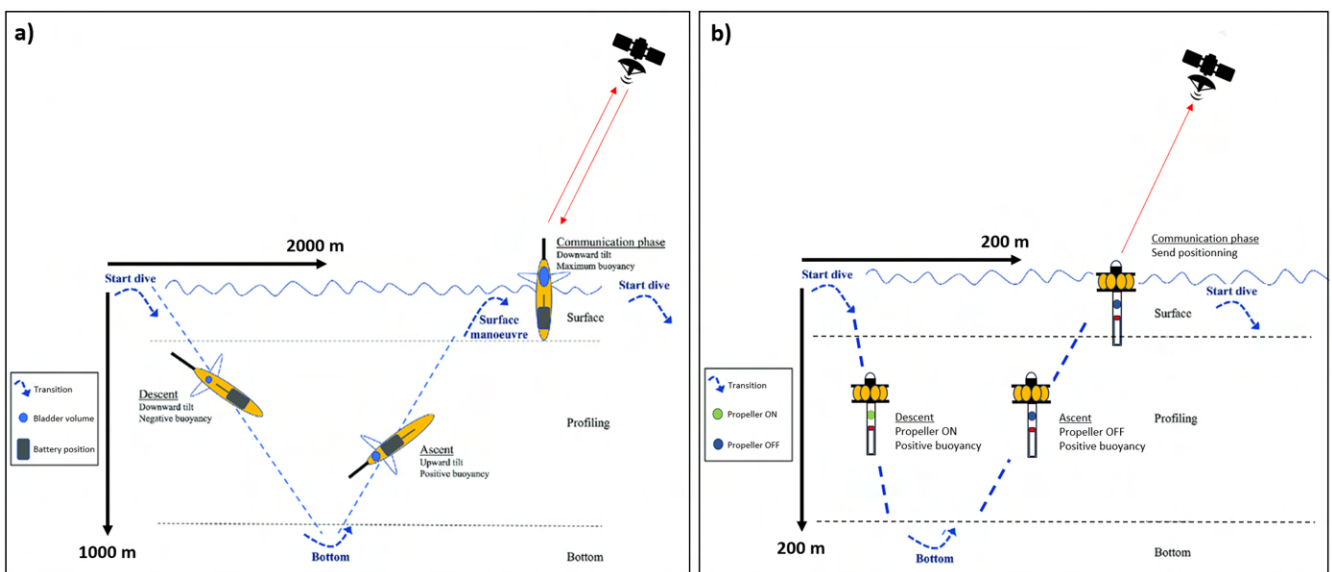 a)
2000 m
Communication phase
Downward tilt
Maximum buoyancy
Start dive
Start dive
Surface
Surface
manoeuvre
Transition
Bladder volume
Battery position
Descent
Downward tilt
Negative buoyancy
Profiling
Ascent
Upward tilt
Positive buoyancy
1000 m
Bottom
Bottom
b)
200 m
Communication phase
Send positionning
Start dive
Start dive
Surface
Transition
Propeller ON
Propeller OFF
Descent
Propeller ON
Positive buoyancy
Ascent
Propeller OFF
Positive buoyancy
Profiling
200 m
Bottom
Bottom